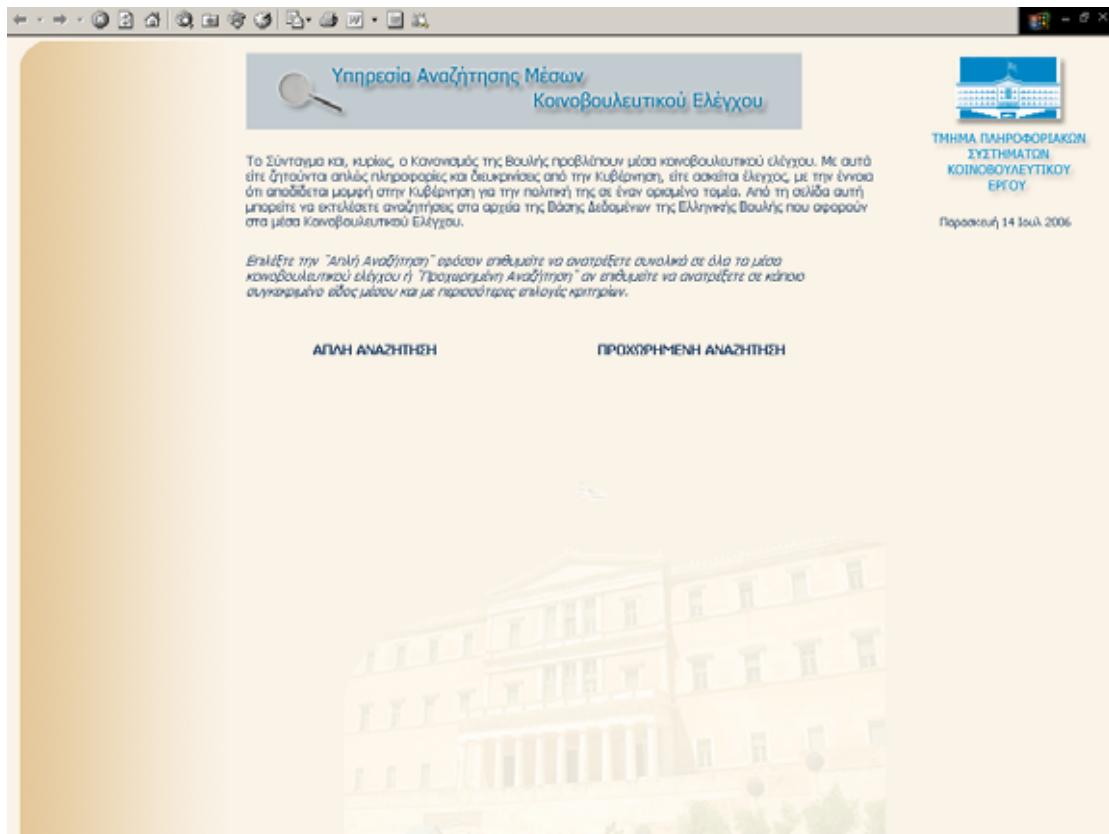 Υπηρεσία Αναζήτησης Μέσων
Κοινοβουλευτικού Ελέγχου
ΤΜΗΜΑ ΠΛΗΡΟΦΟΡΙΑΚΩΝ
ΣΥΣΤΗΜΑΤΩΝ
ΚΟΙΝΟΒΟΥΛΕΥΤΙΚΟΥ
ΕΡΓΟΥ
Παρασκευή 14 Ιουλ 2006
Το Σύνταγμα και, κυρίως, ο Κανονισμός της Βουλής προβλέπουν μέσα κοινοβουλευτικού ελέγχου. Με αυτά
είτε ζητούνται απλώς πληροφορίες και διευκρινίσεις από την Κυβέρνηση, είτε ασκείται έλεγχος, με την έννοια
ότι αποδίδεται μομφή στην Κυβέρνηση για την πολιτική της σε έναν ορισμένο τομέα. Από τη σελίδα αυτή
μπορείτε να εκτελέσετε αναζητήσεις στα αρχεία της Βάσης Δεδομένων της Ελληνικής Βουλής που αφορούν
στα μέσα Κοινοβουλευτικού Ελέγχου.
Επιλέξτε την "Απλή Αναζήτηση" εφόσον επιθυμείτε να ανατρέξετε συνολικά σε όλα τα μέσα
κοινοβουλευτικού ελέγχου ή "Προχωρημένη Αναζήτηση" αν επιθυμείτε να ανατρέξετε σε κάποιο
συγκεκριμένο είδος μέσου και με περισσότερες επιλογές κριτηρίων.
ΑΠΛΗ ΑΝΑΖΗΤΗΣΗ ΠΡΟΧΩΡΗΜΕΝΗ ΑΝΑΖΗΤΗΣΗ